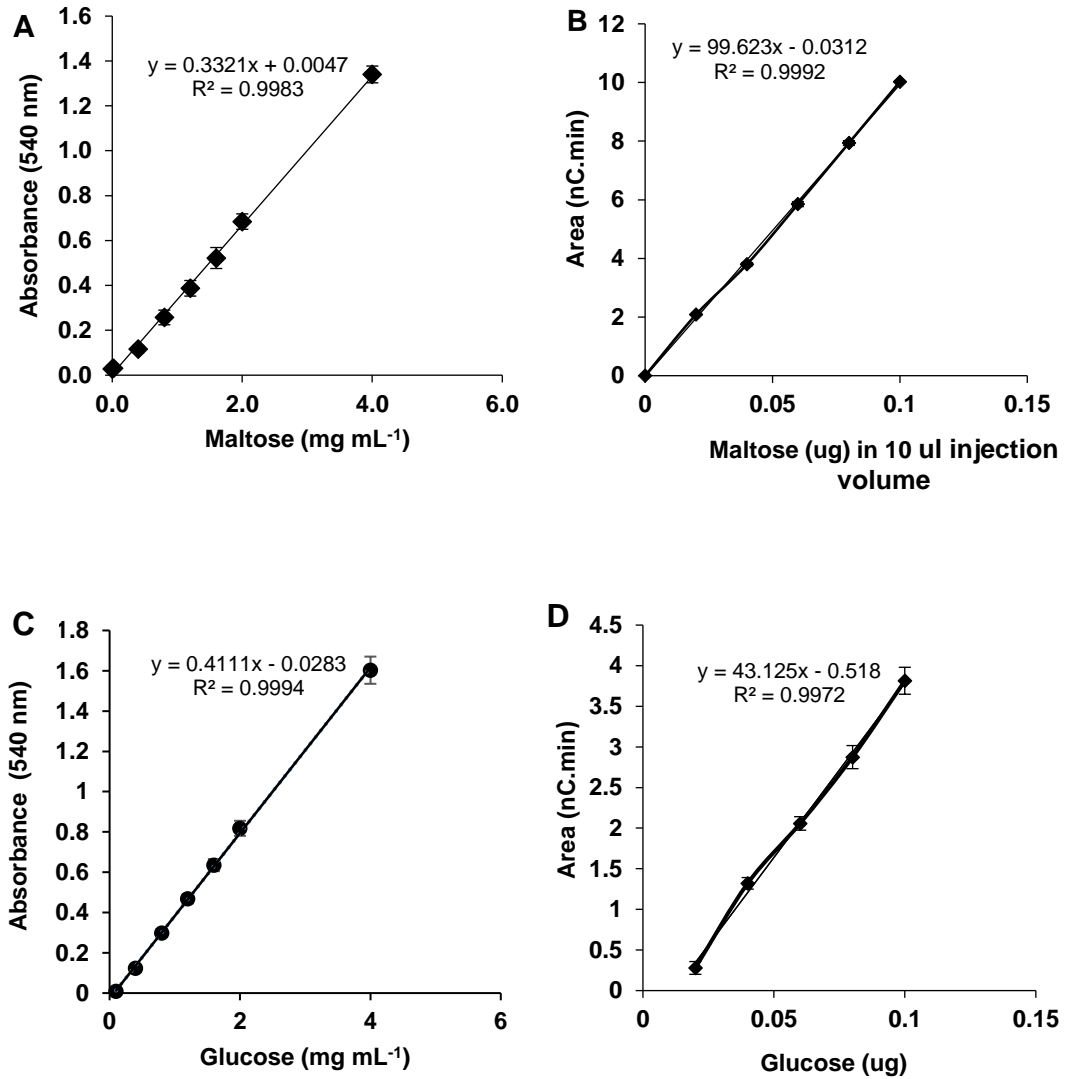 A
y = 0.3321x + 0.0047
R² = 0.9983
Absorbance (540 nm)
1.6
1.4
1.2
1.0
0.8
0.6
0.4
0.2
0.0
0.0 2.0 4.0 6.0
Maltose (mg mL⁻¹)
B
y = 99.623x - 0.0312
R² = 0.9992
Area (nC.min)
12
10
8
6
4
2
0
0 0.05 0.1 0.15
Maltose (ug) in 10 ul injection
volume
C
y = 0.4111x - 0.0283
R² = 0.9994
Absorbance (540 nm)
1.8
1.6
1.4
1.2
1
0.8
0.6
0.4
0.2
0
0 2 4 6
Glucose (mg mL⁻¹)
D
y = 43.125x - 0.518
R² = 0.9972
Area (nC.min)
4.5
4
3.5
3
2.5
2
1.5
1
0.5
0
0 0.05 0.1 0.15
Glucose (ug)